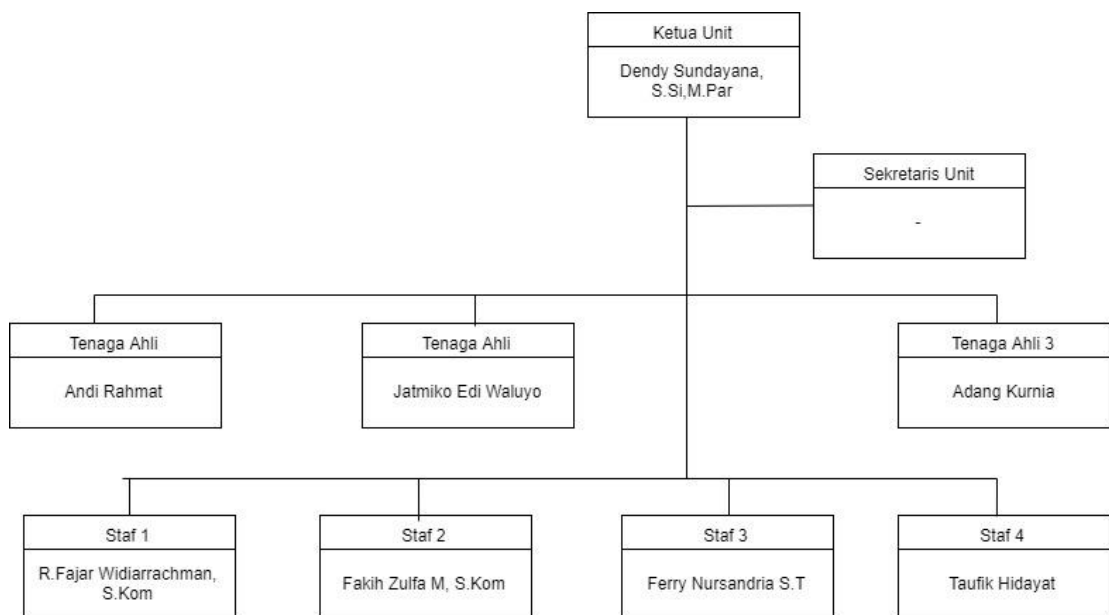 Ketua Unit
Dendy Sundayana,
S.Si,M.Par
Sekretaris Unit
-
Tenaga Ahli
Andi Rahmat
Tenaga Ahli
Jatmiko Edi Waluyo
Tenaga Ahli 3
Adang Kurnia
Staf 1
R.Fajar Widiarrachman,
S.Kom
Staf 2
Fakih Zulfa M, S.Kom
Staf 3
Ferry Nursandria S.T
Staf 4
Taufik Hidayat